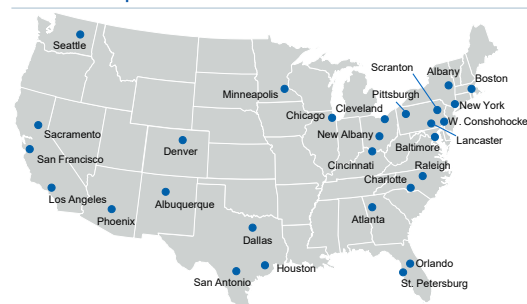 Seattle
Scranton
Albany
Boston
Pittsburgh
Minneapolis
Cleveland
New York
Chicago
W. Conshohocke
Sacramento
New Albany
Lancaster
Baltimore
San Francisco
Denver
Cincinnati
Raleigh
Charlotte
Los Angeles
Albuquerque
Phoenix
Atlanta
Dallas
Orlando
Houston
San Antonio
St. Petersburg